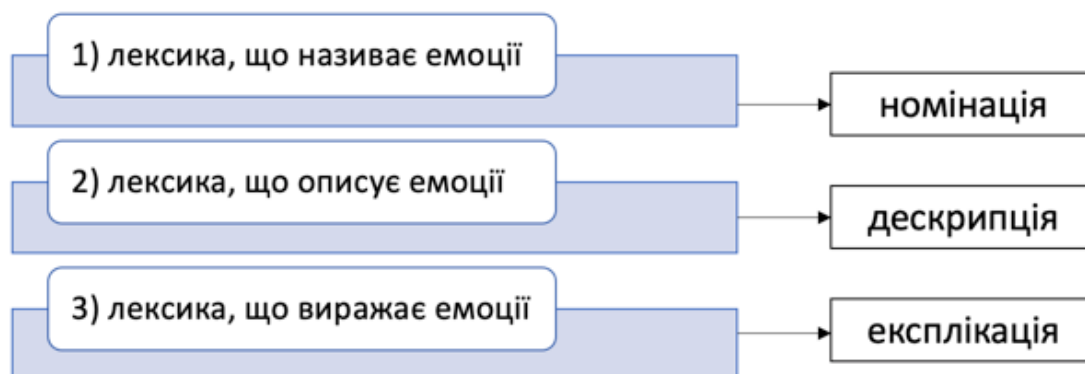 1) лексика, що називає емоції
номінація
2) лексика, що описує емоції
дескрипція
3) лексика, що виражає емоції
експлікація